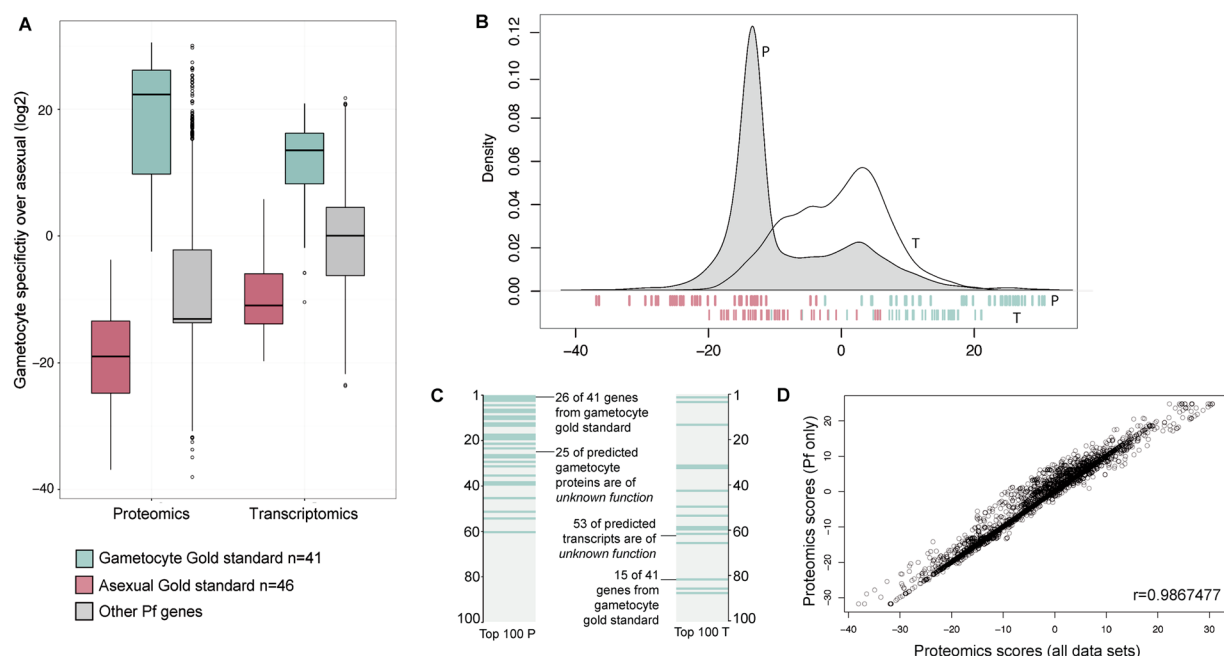 A
Gametocyte specifictiy over asexual (log2)
20
0
−20
−40
Proteomics
Transcriptomics
Gametocyte Gold standard n=41
Asexual Gold standard n=46
Other Pf genes
B
Density
0.12
0.10
0.08
0.06
0.04
0.02
0.00
P
T
P
T
−40
−20
0
20
C
1
20
40
60
80
100
Top 100 P
26 of 41 genes
from gametocyte
gold standard
25 of predicted
gametocyte
proteins are of
unknown function
53 of predicted
transcripts are of
unknown function
15 of 41
genes from
gametocyte
gold standard
1
20
40
60
80
100
Top 100 T
D
Proteomics scores (Pf only)
20
10
0
-10
-20
-30
r=0.9867477
-40
-30
-20
-10
0
10
20
30
Proteomics scores (all data sets)